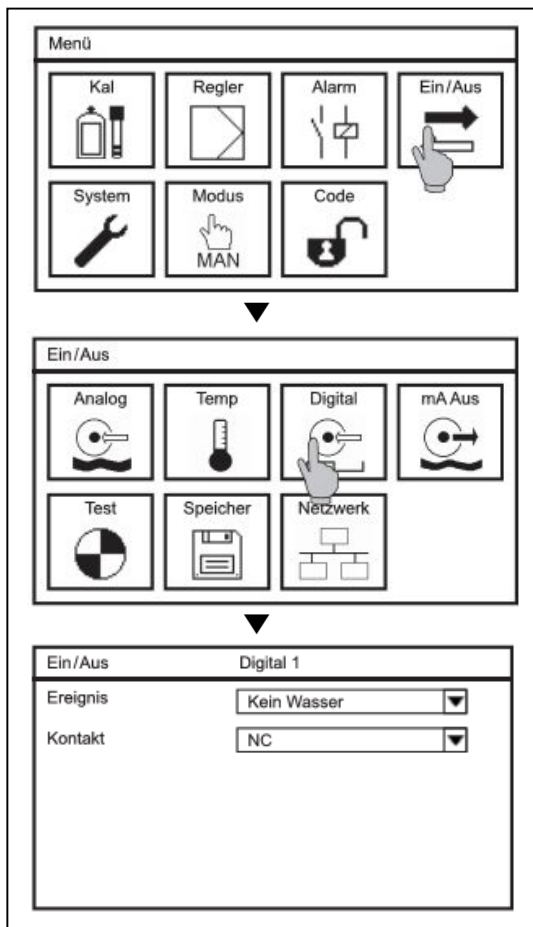 Menü
Kal Regler Alarm Ein/Aus
System Modus Code
MAN
Ein/Aus
Analog Temp Digital mA Aus
Test Speicher Netzwerk
Ein/Aus Digital 1
Ereignis Kein Wasser
Kontakt NC